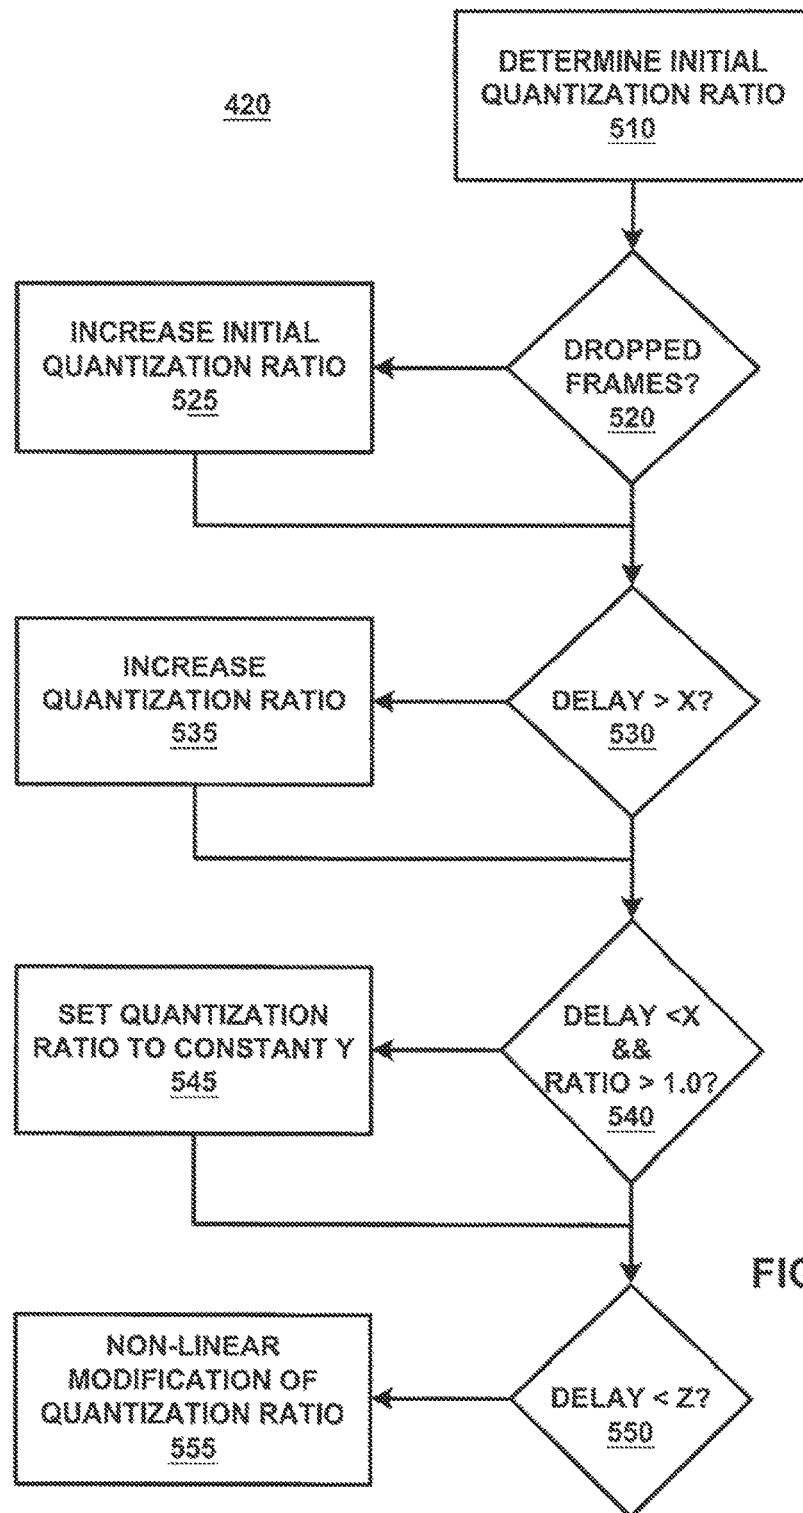 420
DETERMINE INITIAL
QUANTIZATION RATIO
510
INCREASE INITIAL
QUANTIZATION RATIO
525
DROPPED
FRAMES?
520
INCREASE
QUANTIZATION RATIO
535
DELAY > X?
530
SET QUANTIZATION
RATIO TO CONSTANT Y
545
DELAY <X
&&
RATIO > 1.0?
540
NON-LINEAR
MODIFICATION OF
QUANTIZATION RATIO
555
DELAY < Z?
550